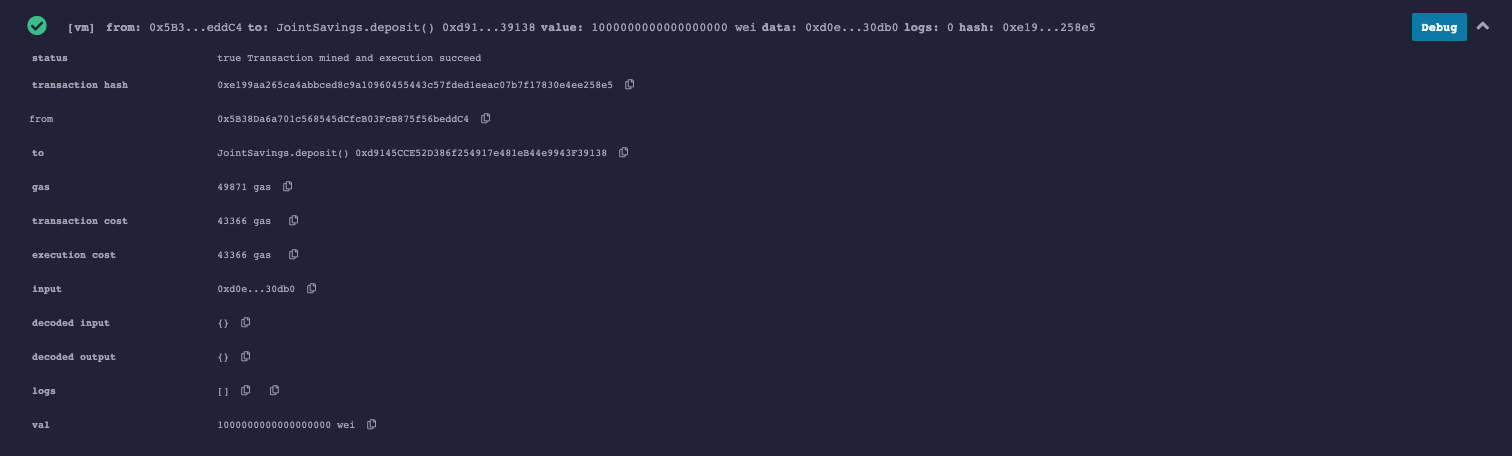 [vm] from: 0x5B3...eddC4 to: JointSavings.deposit() 0xd91...39138 value: 1000000000000000000 wei data: 0xd0e...30db0 logs: 0 hash: 0xe19...258e5 Debug
status true Transaction mined and execution succeed
transaction hash 0xe199aa265ca4abbced8c9a10960455443c57fded1eeac07b7f17830e4ee258e5
from 0x5B38Da6a701c568545dCfcB03FcB875f56beddC4
to JointSavings.deposit() 0xd9145CCE52D386f254917e481eB44e9943F39138
gas 49871 gas
transaction cost 43366 gas
execution cost 43366 gas
input 0xd0e...30db0
decoded input {}
decoded output {}
logs []
val 1000000000000000000 wei